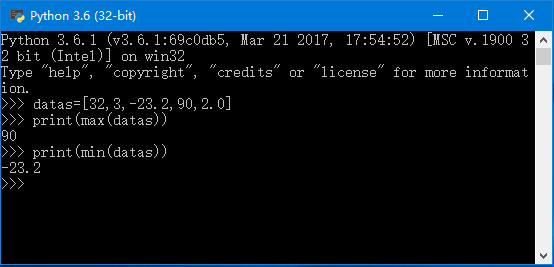 Python 3.6 (32-bit)
Python 3.6.1 (v3.6.1:69c0db5, Mar 21 2017, 17:54:52) [MSC v.1900 3
2 bit (Intel)] on win32
Type "help", "copyright", "credits" or "license" for more informat
ion.
>>> datas=[32,3,-23.2,90,2.0]
>>> print(max(datas))
90
>>> print(min(datas))
-23.2
>>>